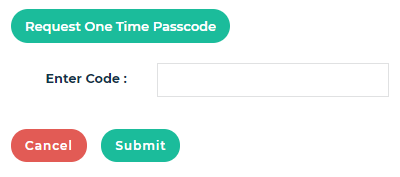 Request One Time Passcode
Enter Code :
Cancel Submit